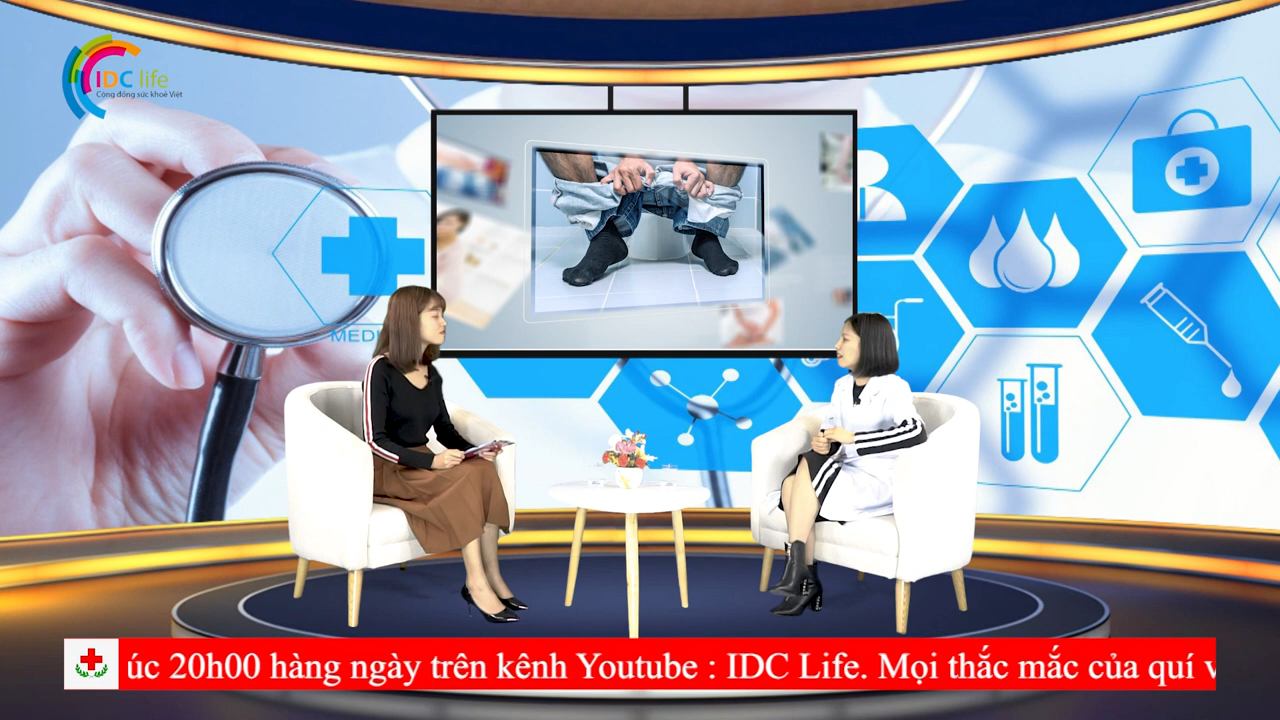 IDC life
Cộng đồng sức khoẻ Việt
MEDI
úc 20h00 hàng ngày trên kênh Youtube : IDC Life. Mọi thắc mắc của quí v